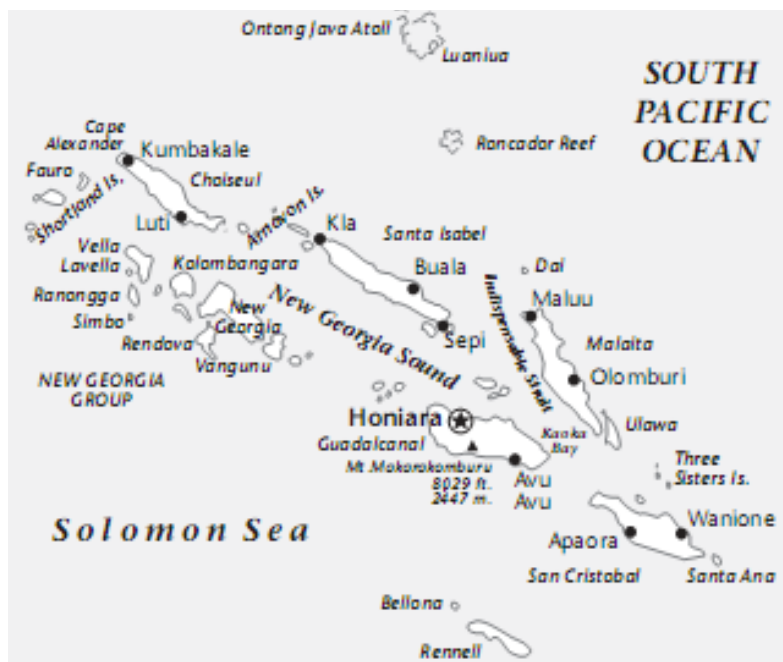 Ontong Java Atoll
Luaniua
SOUTH
PACIFIC
OCEAN
Roncador Reef
Cape
Alexander
Kumbakale
Fauro
Choiseul
Shortland Is.
Luti
Arnavon Is.
Kla
Santa Isabel
Vella
Lavella
Kolombangara
Buala
Dai
Ranongga
New Georgia Sound
Indispensable Strait
Maluu
Simbo
New
Georgia
Sepi
Rendova
Malaita
Vangunu
NEW GEORGIA
GROUP
Olomburi
Honiara
Ulawa
Guadalcanal
Kaoka
Bay
Mt Makorokomburu
8029 ft.
2447 m.
Avu
Avu
Three
Sisters Is.
Solomon Sea
Wanione
Apaora
San Cristobal
Santa Ana
Bellona
Rennell